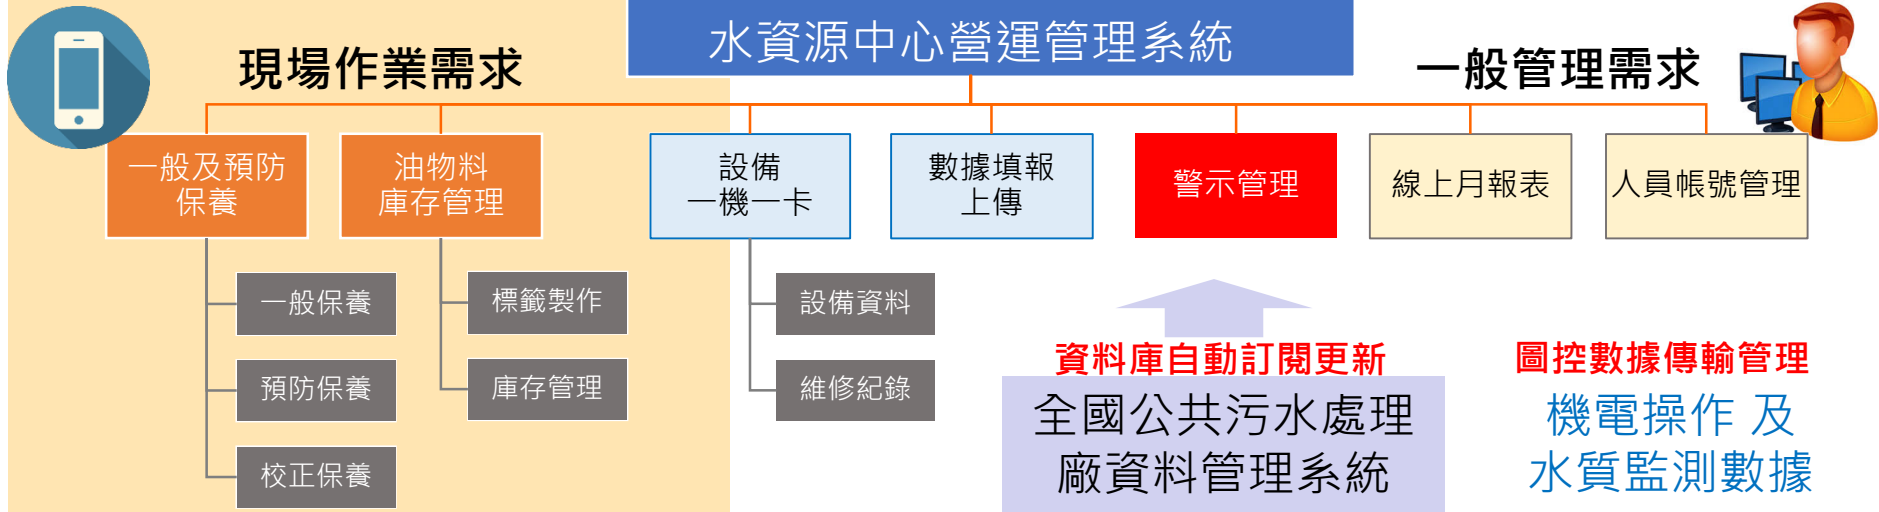 水資源中心營運管理系統
現場作業需求
一般管理需求
一般及預防
保養
油物料
庫存管理
設備
一機一卡
數據填報
上傳
警示管理
線上月報表
人員帳號管理
一般保養
預防保養
校正保養
標籤製作
庫存管理
設備資料
維修紀錄
資料庫自動訂閱更新
全國公共污水處理
廠資料管理系統
圖控數據傳輸管理
機電操作 及
水質監測數據